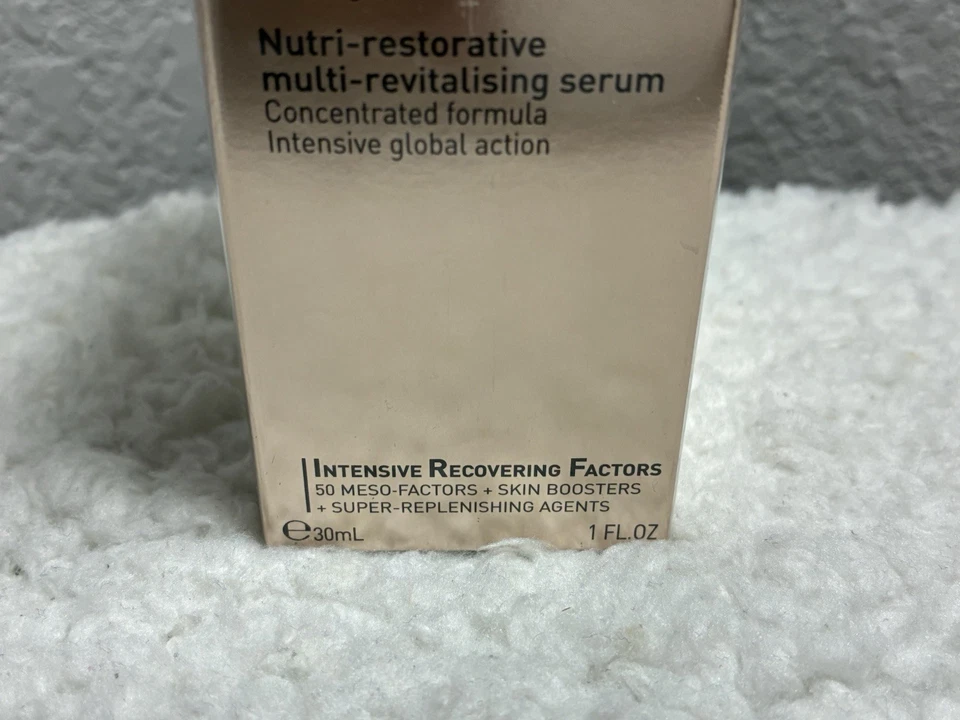 Nutri-restorative
multi-revitalising serum
Concentrated formula
Intensive global action
INTENSIVE RECOVERING FACTORS
50 MESO-FACTORS + SKIN BOOSTERS
+ SUPER-REPLENISHING AGENTS
℮30mL 1 FL.OZ